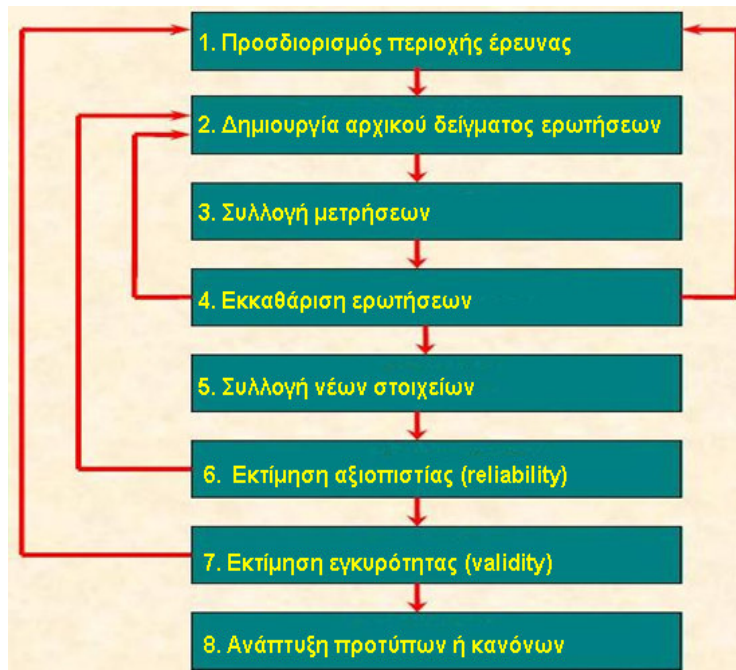 1. Προσδιορισμός περιοχής έρευνας
2. Δημιουργία αρχικού δείγματος ερωτήσεων
3. Συλλογή μετρήσεων
4. Εκκαθάριση ερωτήσεων
5. Συλλογή νέων στοιχείων
6. Εκτίμηση αξιοπιστίας (reliability)
7. Εκτίμηση εγκυρότητας (validity)
8. Ανάπτυξη προτύπων ή κανόνων